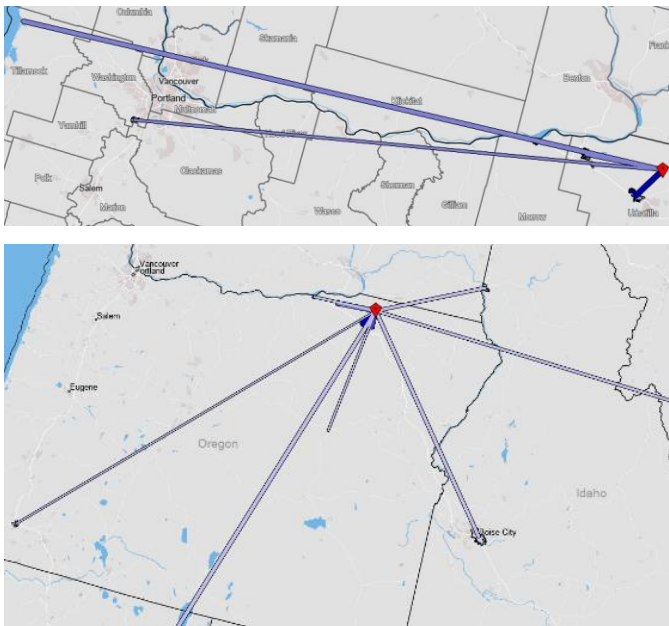 Columbia
Skamania
Tillamook
Washington
Vancouver
Portland
Multnomah
Klickitat
Benton
Yamhill
Clackamas
Polk
Salem
Marion
Sherman
Wasco
Gilliam
Morrow
Umatilla
Vancouver
Portland
Salem
Eugene
Oregon
Idaho
Boise City